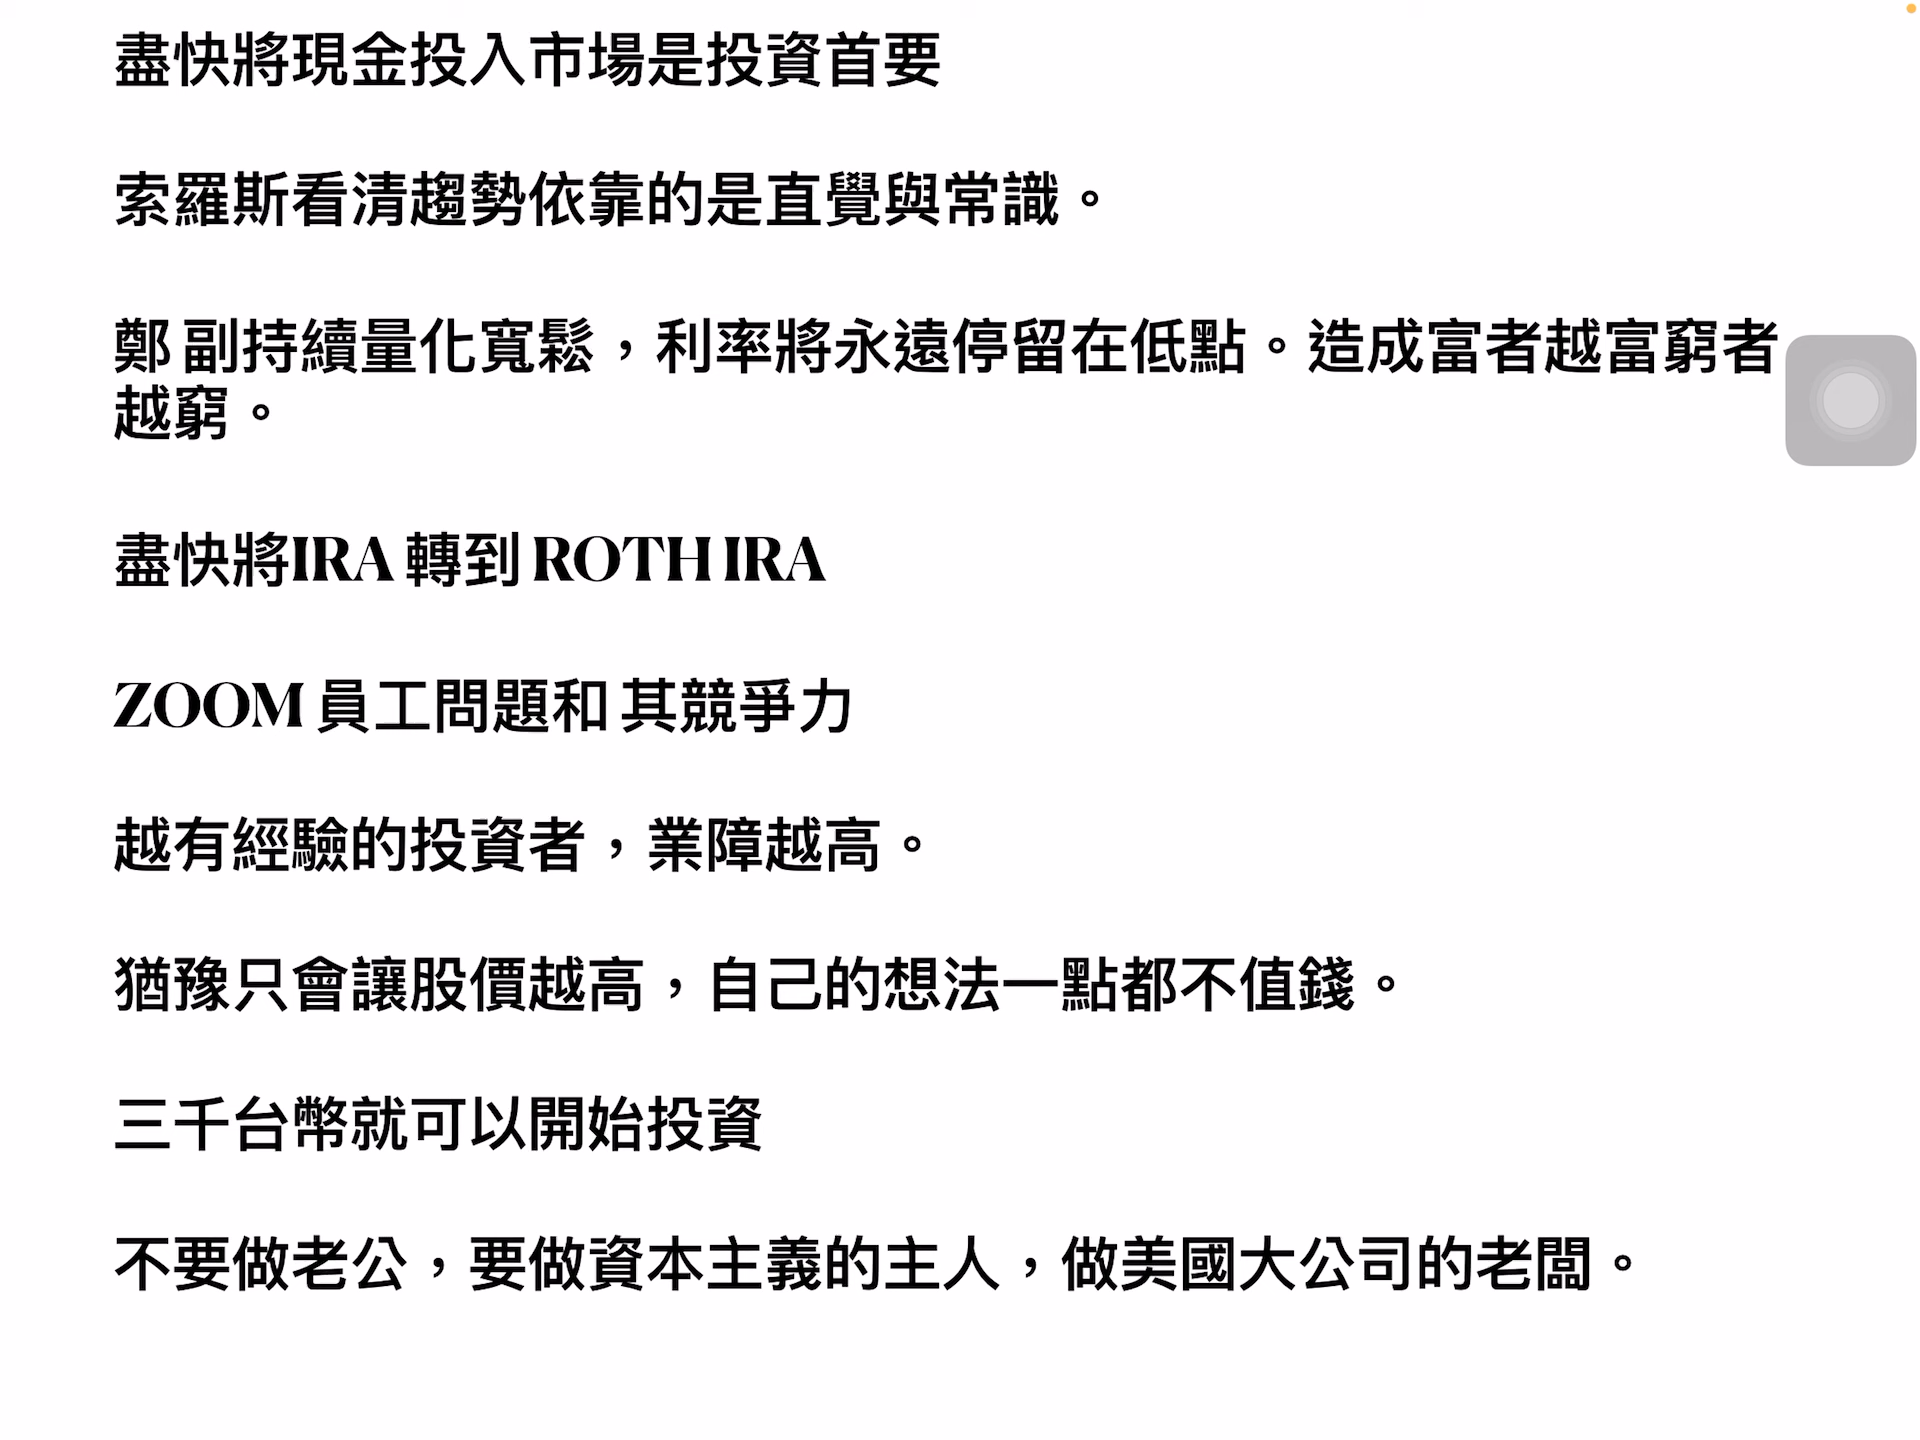 盡快將現金投入市場是投資首要
索羅斯看清趨勢依靠的是直覺與常識。
鄭 副持續量化寬鬆，利率將永遠停留在低點。造成富者越富窮者
越窮。
盡快將IRA 轉到 ROTH IRA
ZOOM 員工問題和 其競爭力
越有經驗的投資者，業障越高。
猶豫只會讓股價越高，自己的想法一點都不值錢。
三千台幣就可以開始投資
不要做老公，要做資本主義的主人，做美國大公司的老闆。